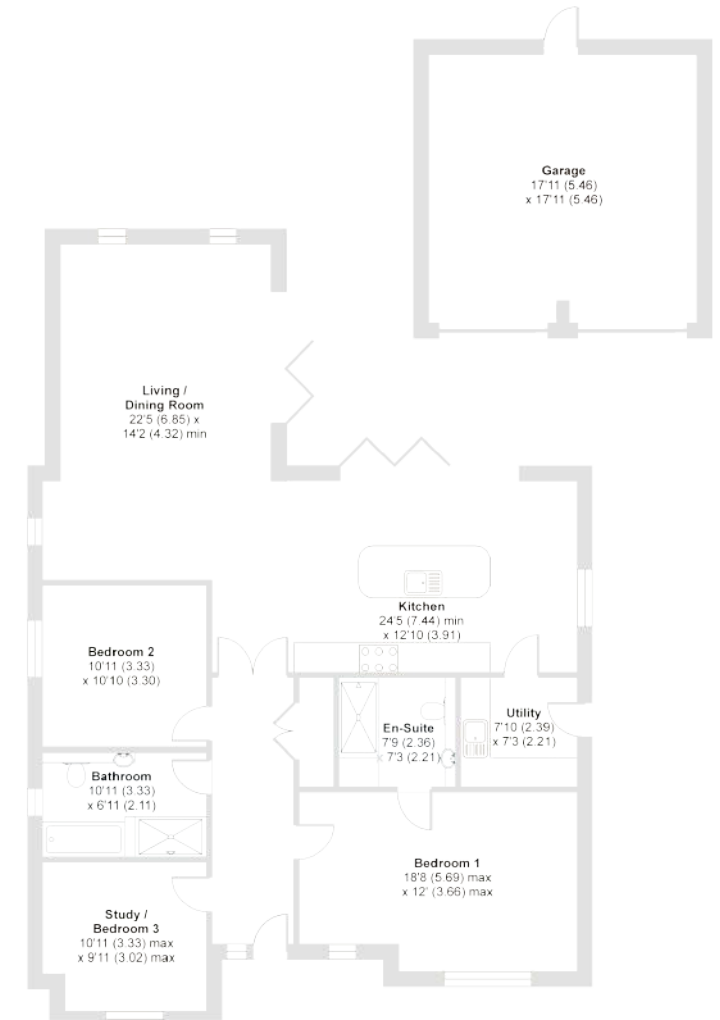 Garage
17'11 (5.46)
x 17'11 (5.46)
Living /
Dining Room
22'5 (6.85) x
14'2 (4.32) min
Kitchen
24'5 (7.44) min
x 12'10 (3.91)
Bedroom 2
10'11 (3.33)
x 10'10 (3.30)
En-Suite
7'9 (2.36)
x 7'3 (2.21)
Utility
7'10 (2.39)
x 7'3 (2.21)
Bathroom
10'11 (3.33)
x 6'11 (2.11)
Bedroom 1
18'8 (5.69) max
x 12' (3.66) max
Study /
Bedroom 3
10'11 (3.33) max
x 9'11 (3.02) max